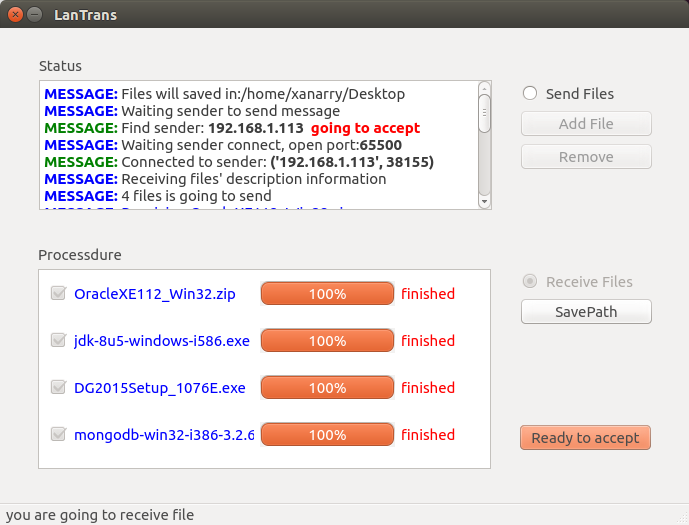 LanTrans
Status
MESSAGE: Files will saved in:/home/xanarry/Desktop
MESSAGE: Waiting sender to send message
MESSAGE: Find sender: 192.168.1.113 going to accept
MESSAGE: Waiting sender connect, open port:65500
MESSAGE: Connected to sender: ('192.168.1.113', 38155)
MESSAGE: Receiving files' description information
MESSAGE: 4 files is going to send
Send Files
Add File
Remove
Processdure
OracleXE112_Win32.zip 100% finished
jdk-8u5-windows-i586.exe 100% finished
DG2015Setup_1076E.exe 100% finished
mongodb-win32-i386-3.2.6 100% finished
Receive Files
SavePath
Ready to accept
you are going to receive file